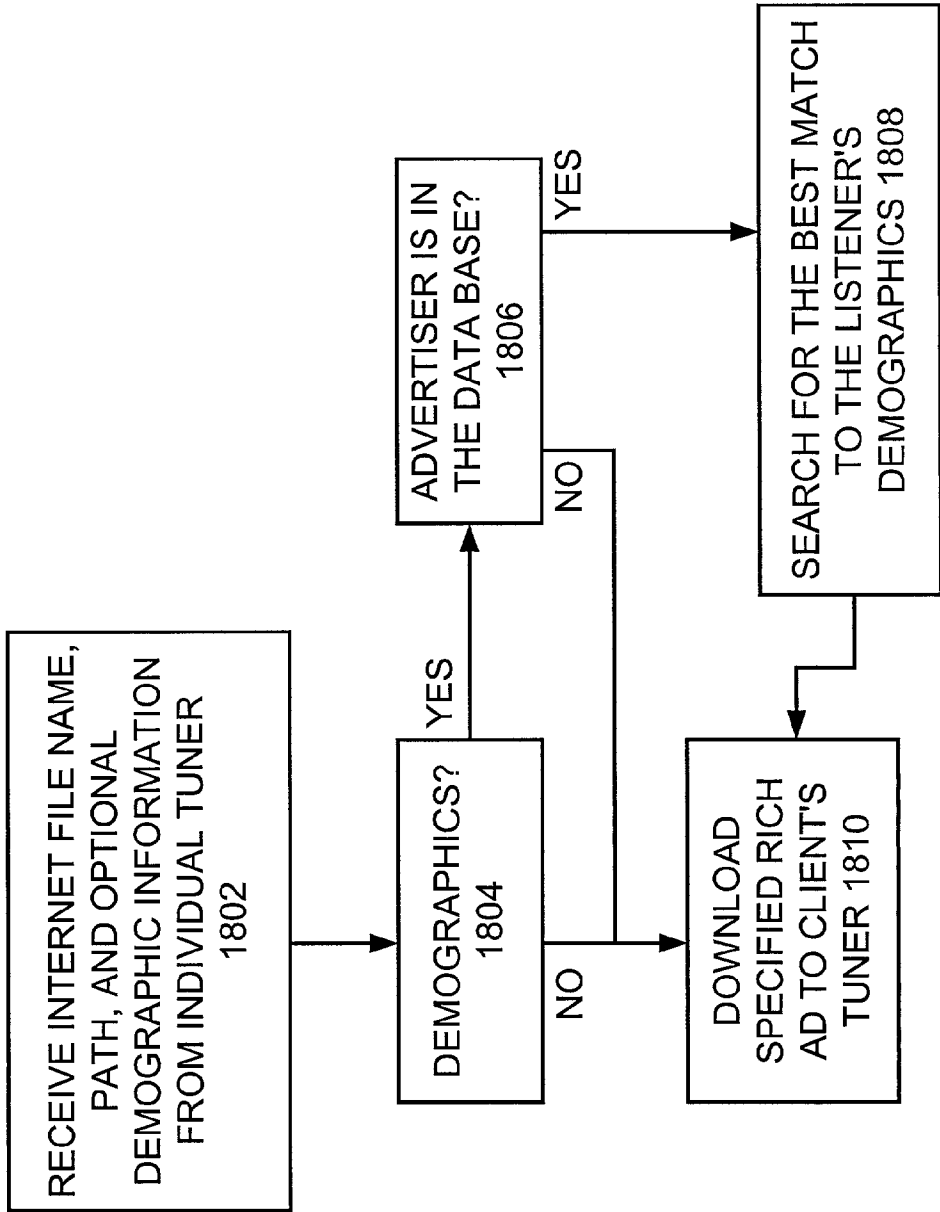 RECEIVE INTERNET FILE NAME,
PATH, AND OPTIONAL
DEMOGRAPHIC INFORMATION
FROM INDIVIDUAL TUNER
1802
DEMOGRAPHICS?
1804
YES
NO
ADVERTISER IS IN
THE DATA BASE?
1806
NO
YES
DOWNLOAD
SPECIFIED RICH
AD TO CLIENT'S
TUNER 1810
SEARCH FOR THE BEST MATCH
TO THE LISTENER'S
DEMOGRAPHICS 1808